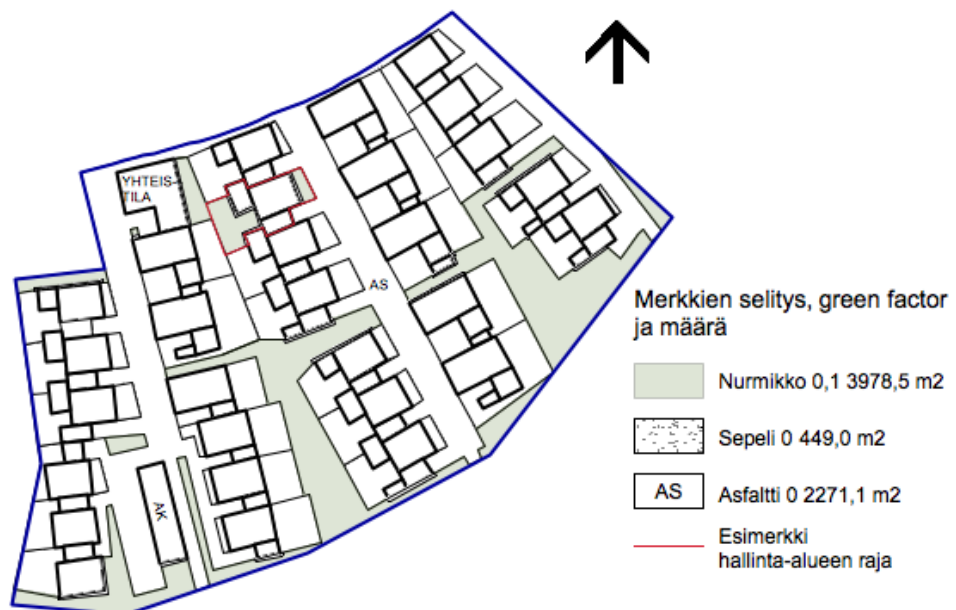 YHTEIS-
TILA
AS
AK
Merkkien selitys, green factor
ja määrä
Nurmikko 0,1 3978,5 m2
Sepeli 0 449,0 m2
AS Asfaltti 0 2271,1 m2
Esimerkki
hallinta-alueen raja